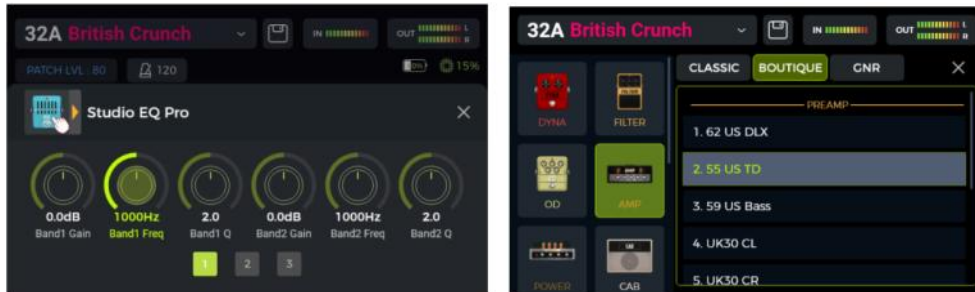 32A British Crunch
IN
OUT
L
R
PATCH LVL : 80
120
15%
Studio EQ Pro
0.0dB
1000Hz
2.0
0.0dB
1000Hz
2.0
Band1 Gain
Band1 Freq
Band1 Q
Band2 Gain
Band2 Freq
Band2 Q
1
2
3
32A British Crunch
IN
OUT
L
R
CLASSIC
BOUTIQUE
GNR
DYNA
FILTER
OD
AMP
POWER
CAB
PREAMP
1. 62 US DLX
2. 55 US TD
3. 59 US Bass
4. UK30 CL
5. UK30 CR